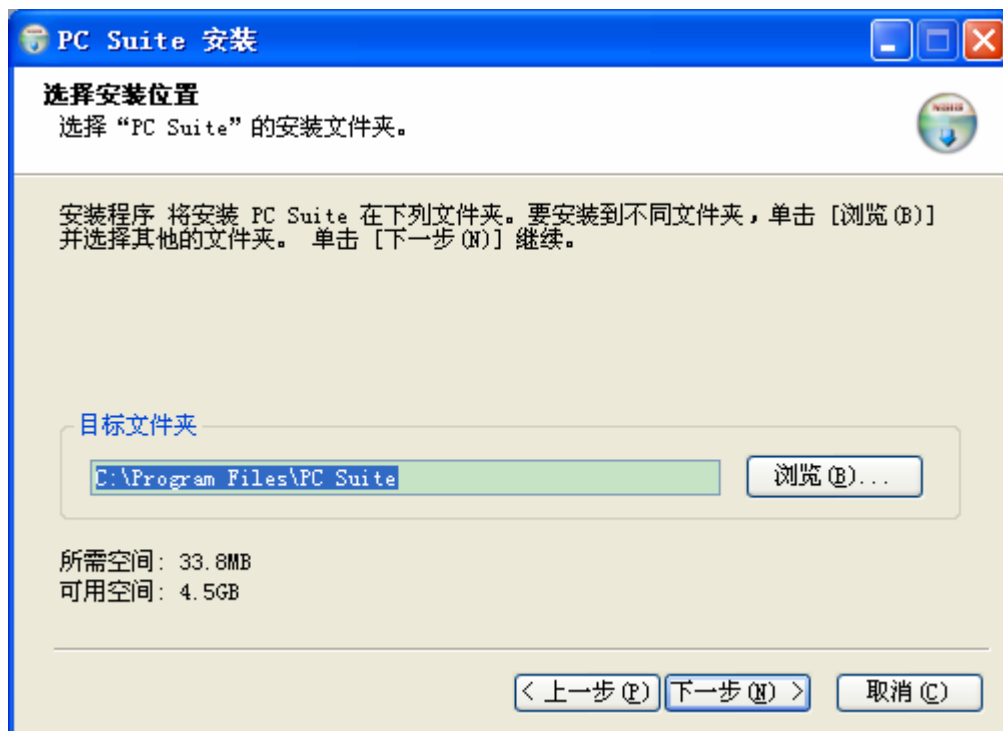 PC Suite 安装
选择安装位置
选择“PC Suite”的安装文件夹。
安装程序 将安装 PC Suite 在下列文件夹。要安装到不同文件夹，单击 [浏览(B)]
并选择其他的文件夹。 单击 [下一步(N)] 继续。
目标文件夹
C:\Program Files\PC Suite
浏览(B)...
所需空间: 33.8MB
可用空间: 4.5GB
< 上一步(P)
下一步(N) >
取消(C)